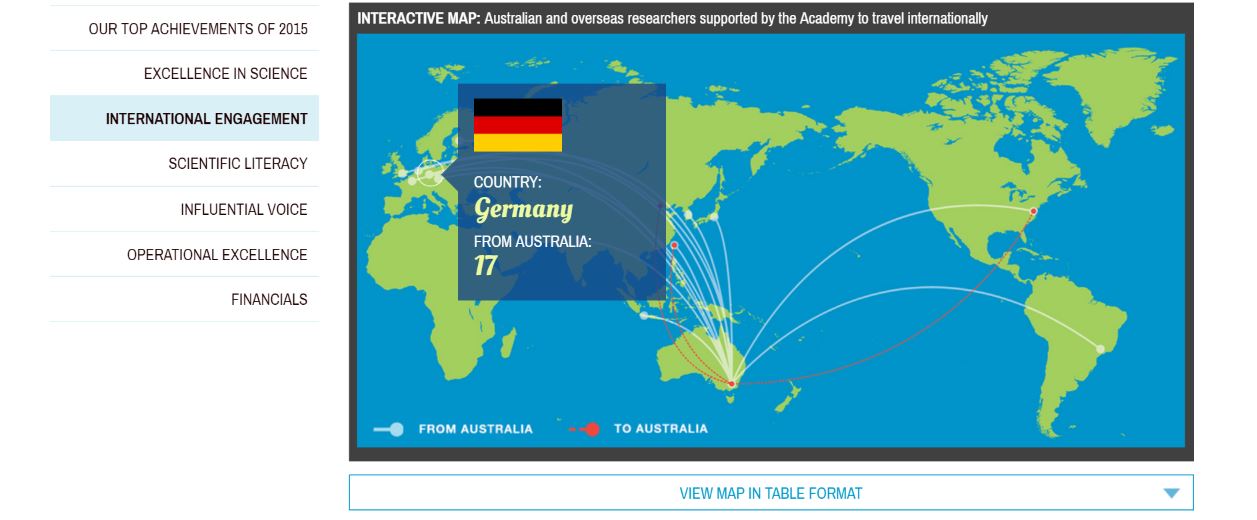 OUR TOP ACHIEVEMENTS OF 2015
EXCELLENCE IN SCIENCE
INTERNATIONAL ENGAGEMENT
SCIENTIFIC LITERACY
INFLUENTIAL VOICE
OPERATIONAL EXCELLENCE
FINANCIALS
INTERACTIVE MAP: Australian and overseas researchers supported by the Academy to travel internationally
COUNTRY:
Germany
FROM AUSTRALIA:
17
FROM AUSTRALIA
TO AUSTRALIA
VIEW MAP IN TABLE FORMAT